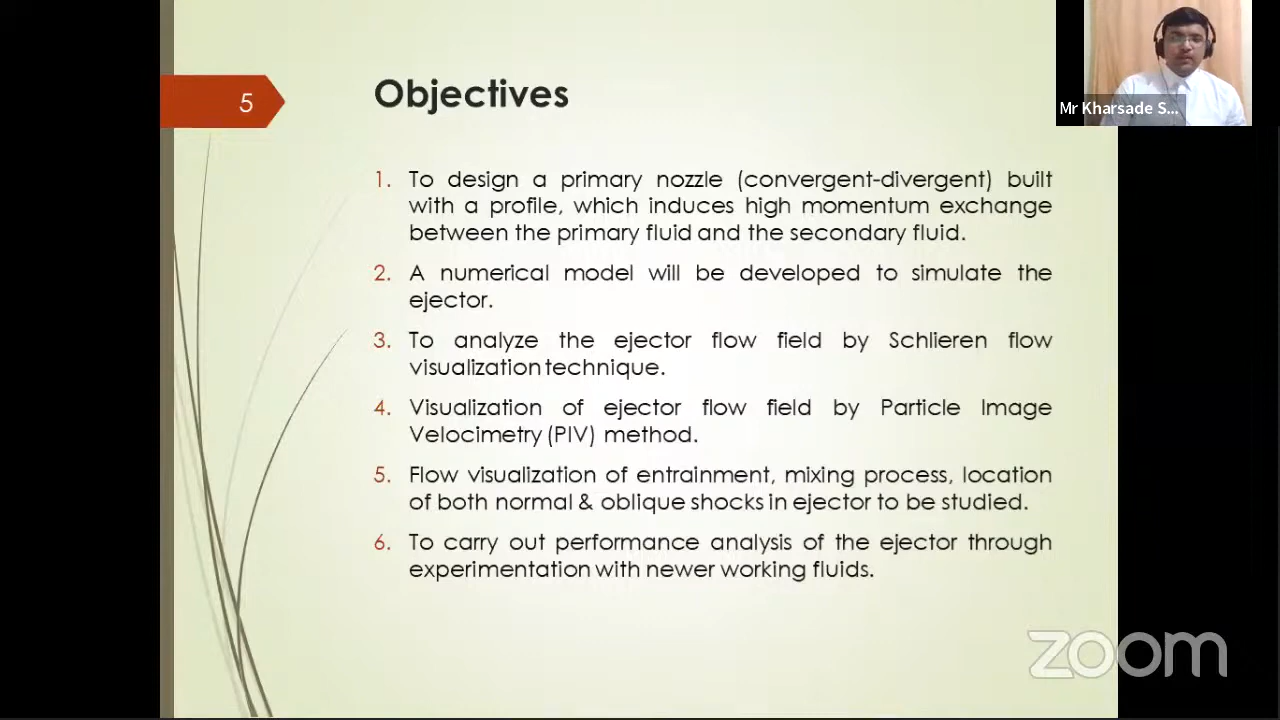 5
Objectives
1. To design a primary nozzle (convergent-divergent) built
with a profile, which induces high momentum exchange
between the primary fluid and the secondary fluid.
2. A numerical model will be developed to simulate the
ejector.
3. To analyze the ejector flow field by Schlieren flow
visualization technique.
4. Visualization of ejector flow field by Particle Image
Velocimetry (PIV) method.
5. Flow visualization of entrainment, mixing process, location
of both normal & oblique shocks in ejector to be studied.
6. To carry out performance analysis of the ejector through
experimentation with newer working fluids.
Mr Kharsade S...
zoom